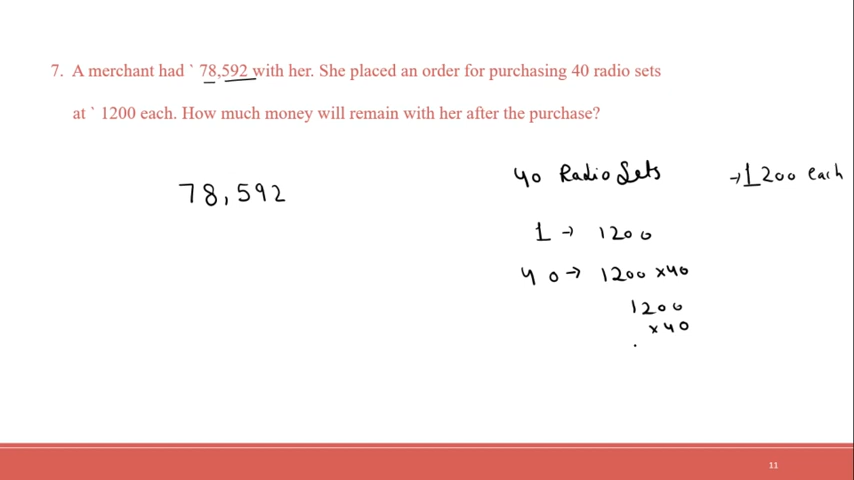 7. A merchant had ` 78,592 with her. She placed an order for purchasing 40 radio sets
at ` 1200 each. How much money will remain with her after the purchase?
78,592
40 Radio Sets → 1200 each
1 → 1200
40 → 1200 x 40
1200
x 40
11